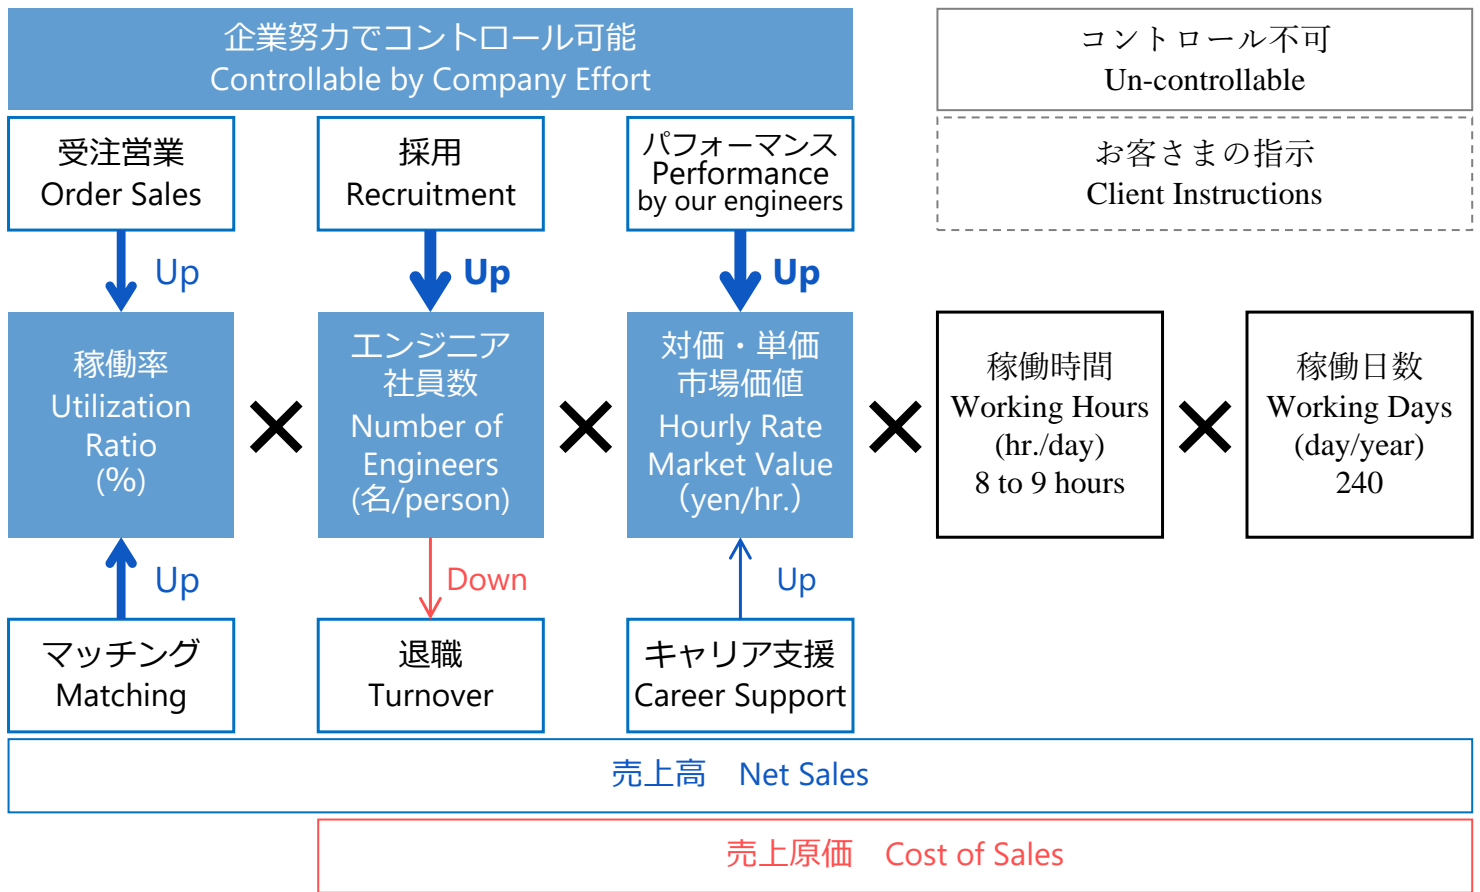 企業努力でコントロール可能
Controllable by Company Effort
コントロール不可
Un-controllable
受注営業
Order Sales
採用
Recruitment
パフォーマンス
Performance
by our engineers
お客さまの指示
Client Instructions
Up
Up
Up
稼働率
Utilization
Ratio
(%)
×
エンジニア
社員数
Number of
Engineers
(名/person)
×
対価・単価
市場価値
Hourly Rate
Market Value
（yen/hr.）
×
稼働時間
Working Hours
(hr./day)
8 to 9 hours
×
稼働日数
Working Days
(day/year)
240
Up
Down
Up
マッチング
Matching
退職
Turnover
キャリア支援
Career Support
売上高　Net Sales
売上原価　Cost of Sales